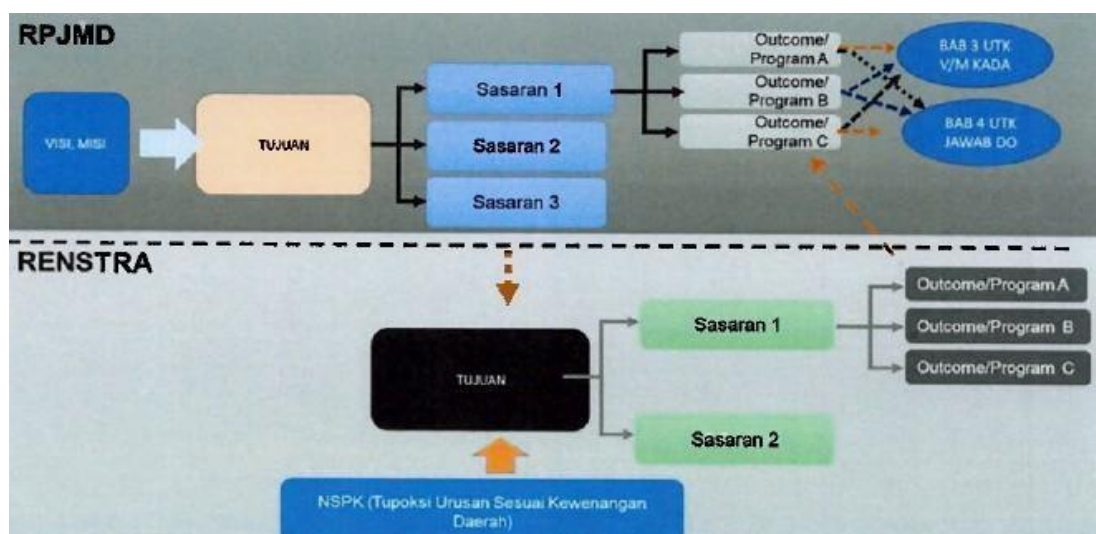 RPJMD
VISI, MISI
TUJUAN
Sasaran 1
Sasaran 2
Sasaran 3
Outcome/
Program A
Outcome/
Program B
Outcome/
Program C
BAB 3 UTK
V/M KADA
BAB 4 UTK
JAWAB DO
RENSTRA
TUJUAN
Sasaran 1
Sasaran 2
Outcome/Program A
Outcome/Program B
Outcome/Program C
NSPK (Tupoksi Urusan Sesuai Kewenangan
Daerah)